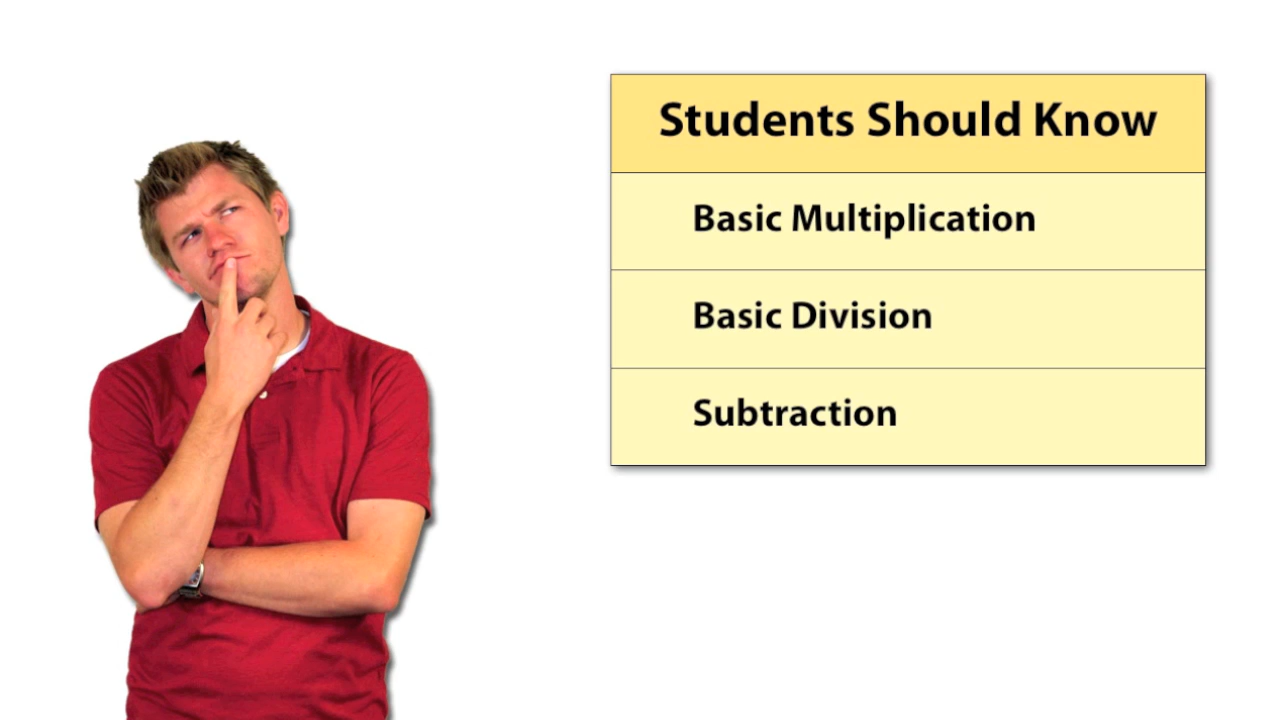 Students Should Know
Basic Multiplication
Basic Division
Subtraction